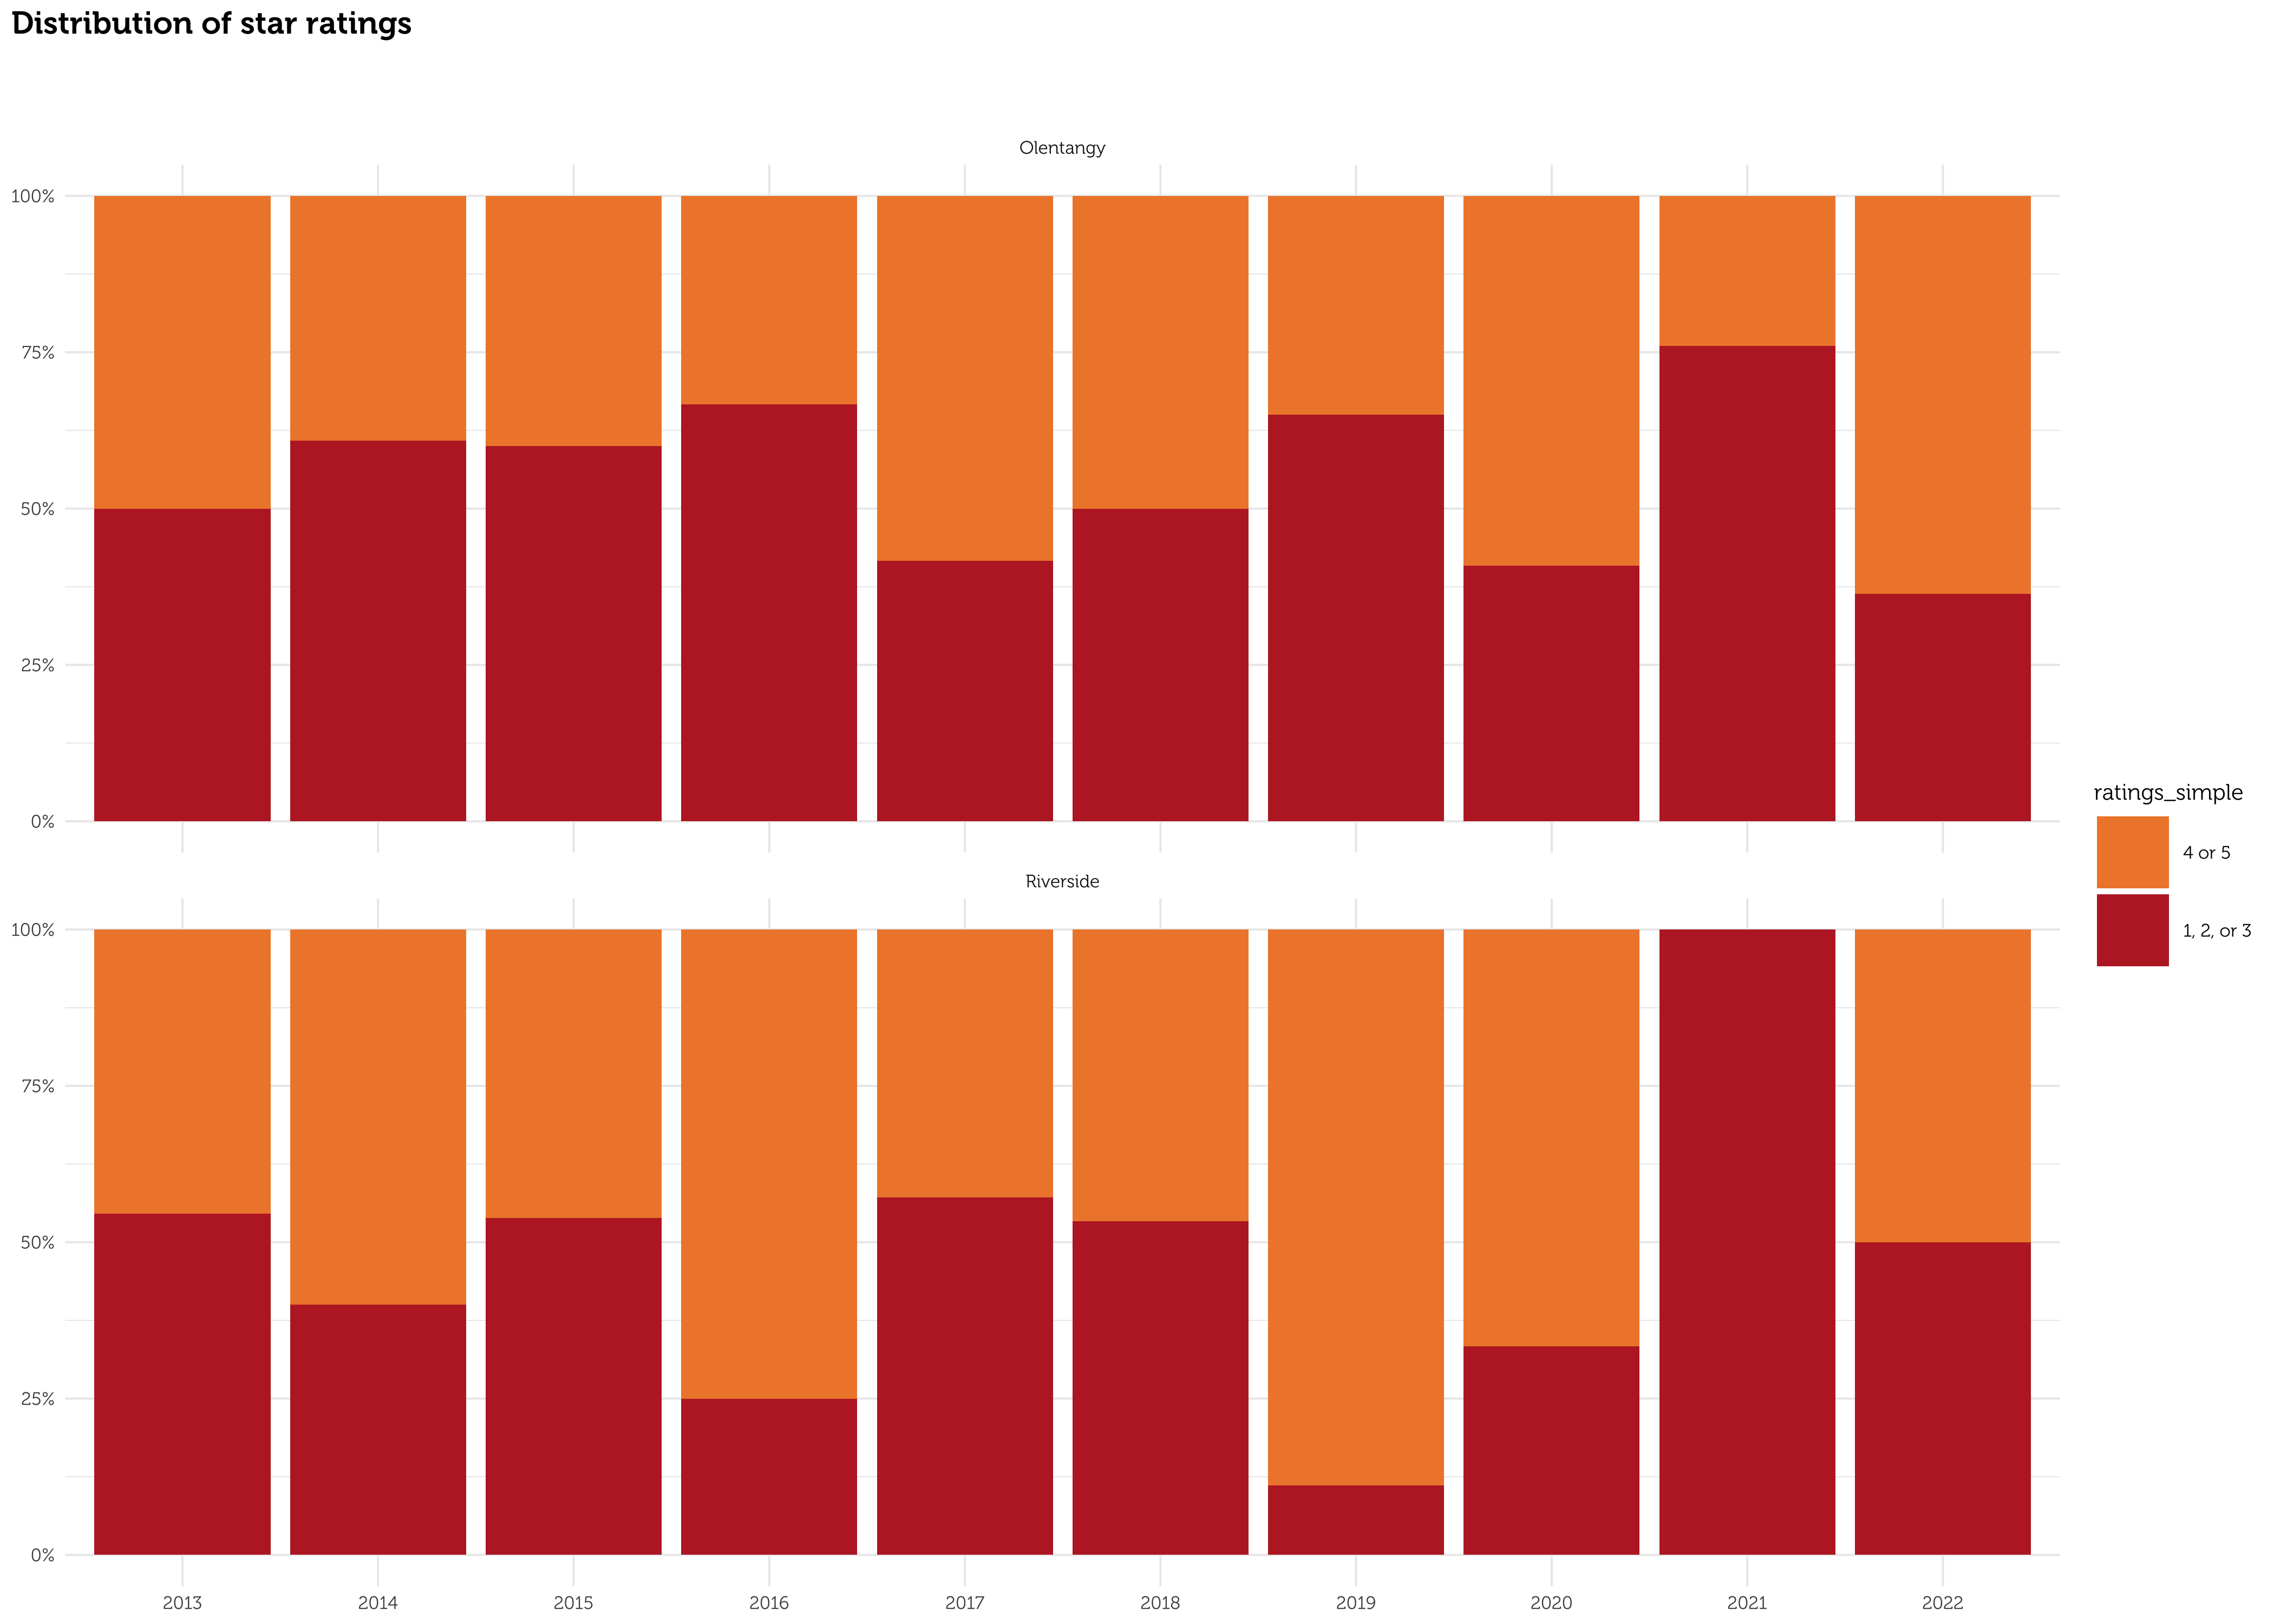 Distribution of star ratings
Olentangy
100%
75%
50%
25%
0%
Riverside
100%
75%
50%
25%
0%
2013 2014 2015 2016 2017 2018 2019 2020 2021 2022
ratings_simple
4 or 5
1, 2, or 3